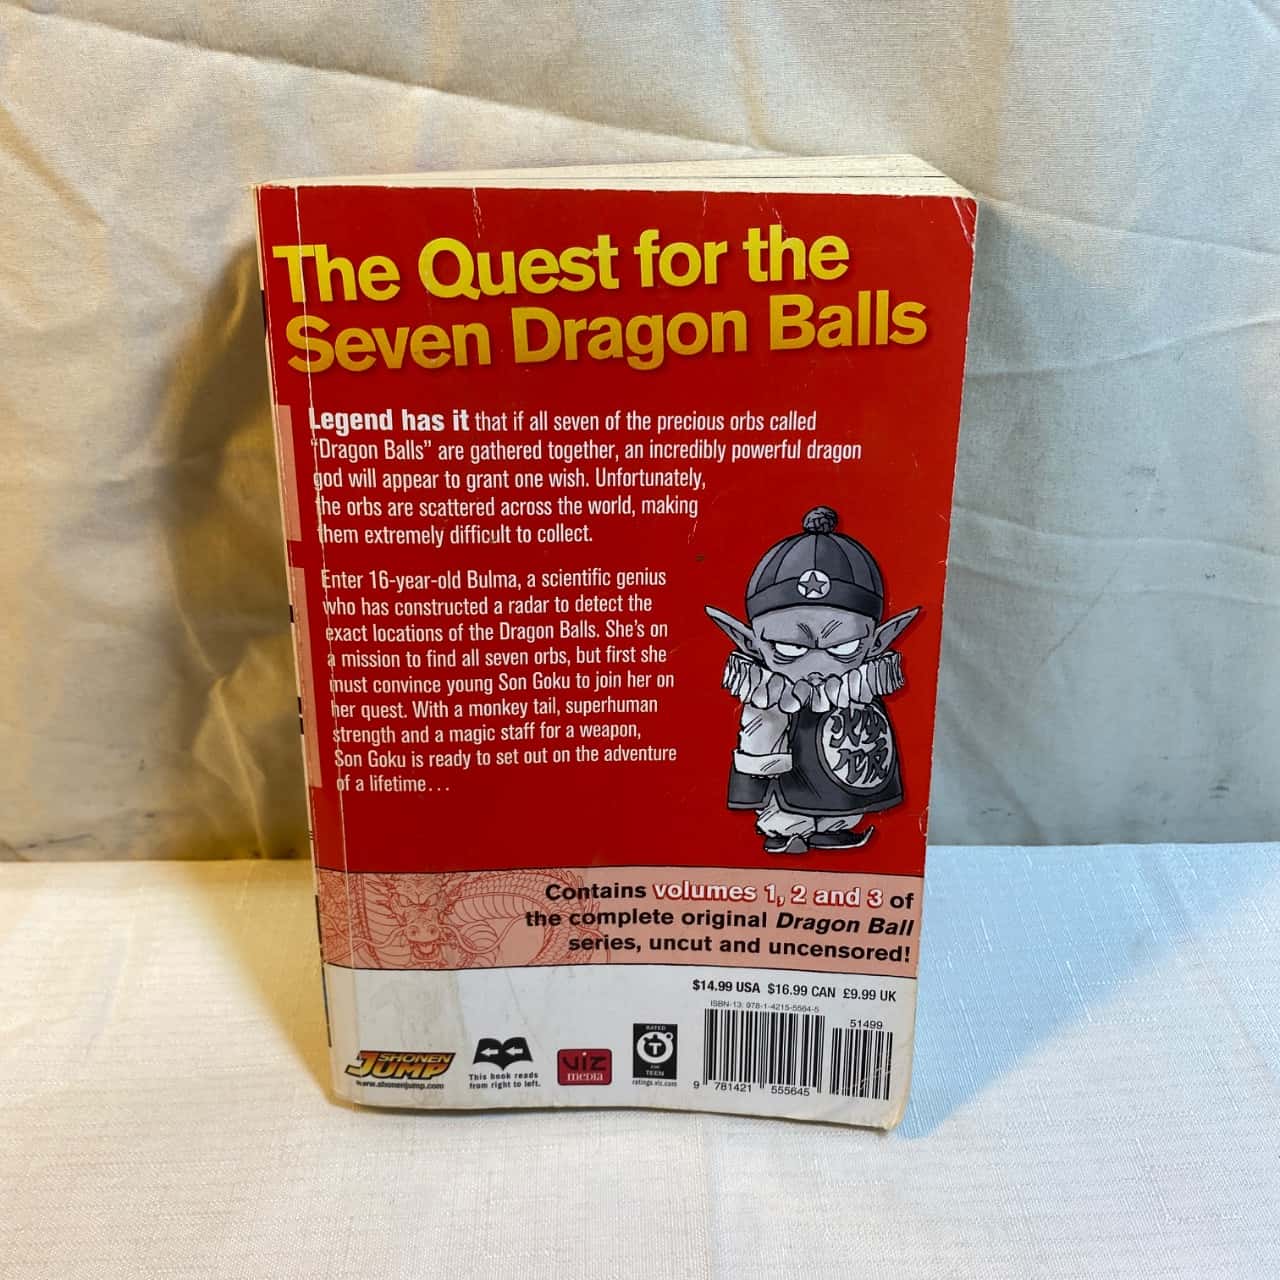 The Quest for the
Seven Dragon Balls
Legend has it that if all seven of the precious orbs called
"Dragon Balls" are gathered together, an incredibly powerful dragon
god will appear to grant one wish. Unfortunately,
the orbs are scattered across the world, making
them extremely difficult to collect.
Enter 16-year-old Bulma, a scientific genius
who has constructed a radar to detect the
exact locations of the Dragon Balls. She's on
a mission to find all seven orbs, but first she
must convince young Son Goku to join her on
her quest. With a monkey tail, superhuman
strength and a magic staff for a weapon,
Son Goku is ready to set out on the adventure
of a lifetime...
Contains volumes 1, 2 and 3 of
the complete original Dragon Ball
series, uncut and uncensored!
$14.99 USA $16.99 CAN £9.99 UK
ISBN-13: 978-1-4215-5564-5
51499
SHONEN
JUMP
www.shonenjump.com
This book reads
from right to left.
viz
media
RATED
T
FOR
TEEN
ratings.viz.com
9 781421 555645